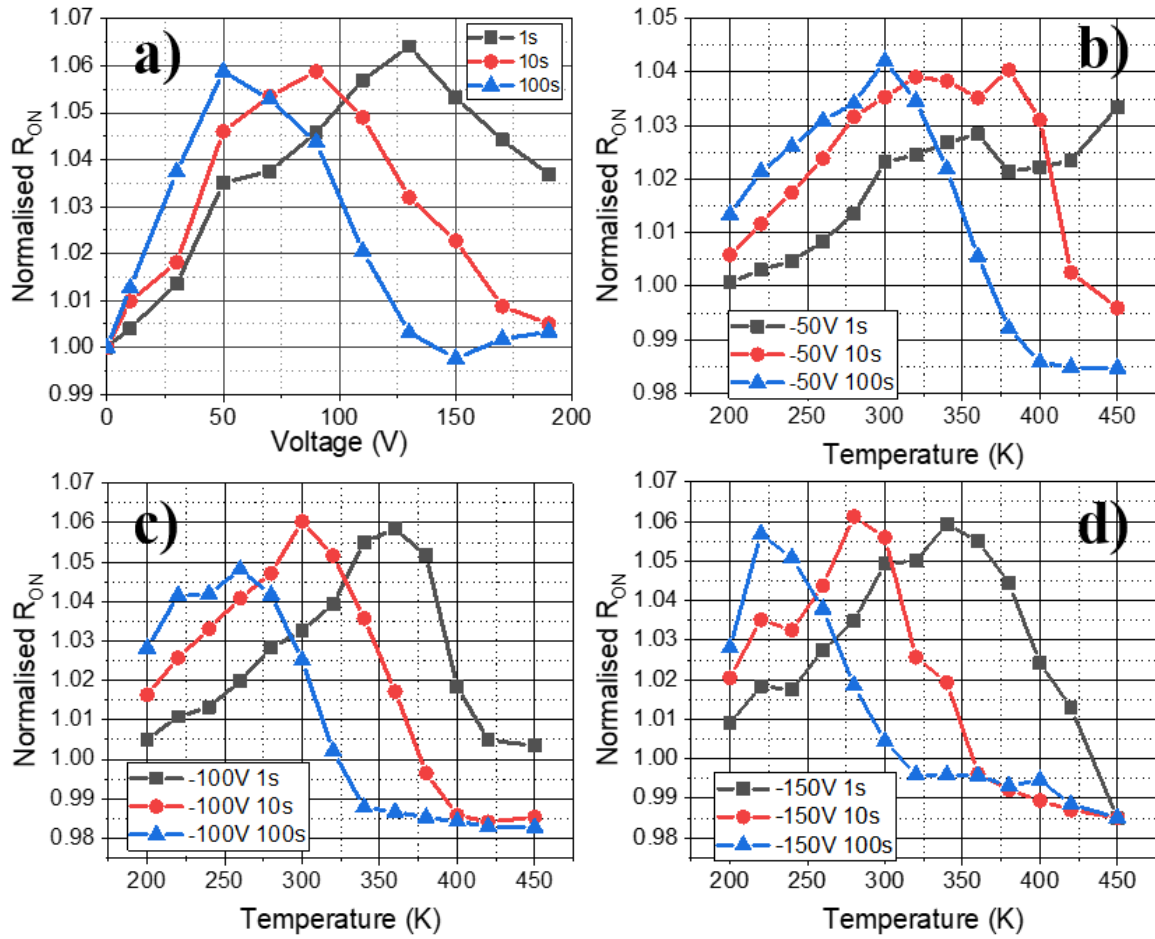 a)
1s
10s
100s
1.07
1.06
1.05
1.04
1.03
1.02
1.01
1.00
0.99
0
50
100
150
200
Voltage (V)
Normalised R_ON
b)
-50V 1s
-50V 10s
-50V 100s
1.05
1.04
1.03
1.02
1.01
1.00
0.99
0.98
200
250
300
350
400
450
Temperature (K)
Normalised R_ON
c)
-100V 1s
-100V 10s
-100V 100s
1.07
1.06
1.05
1.04
1.03
1.02
1.01
1.00
0.99
0.98
200
250
300
350
400
450
Temperature (K)
Normalised R_ON
d)
-150V 1s
-150V 10s
-150V 100s
1.07
1.06
1.05
1.04
1.03
1.02
1.01
1.00
0.99
0.98
200
250
300
350
400
450
Temperature (K)
Normalised R_ON